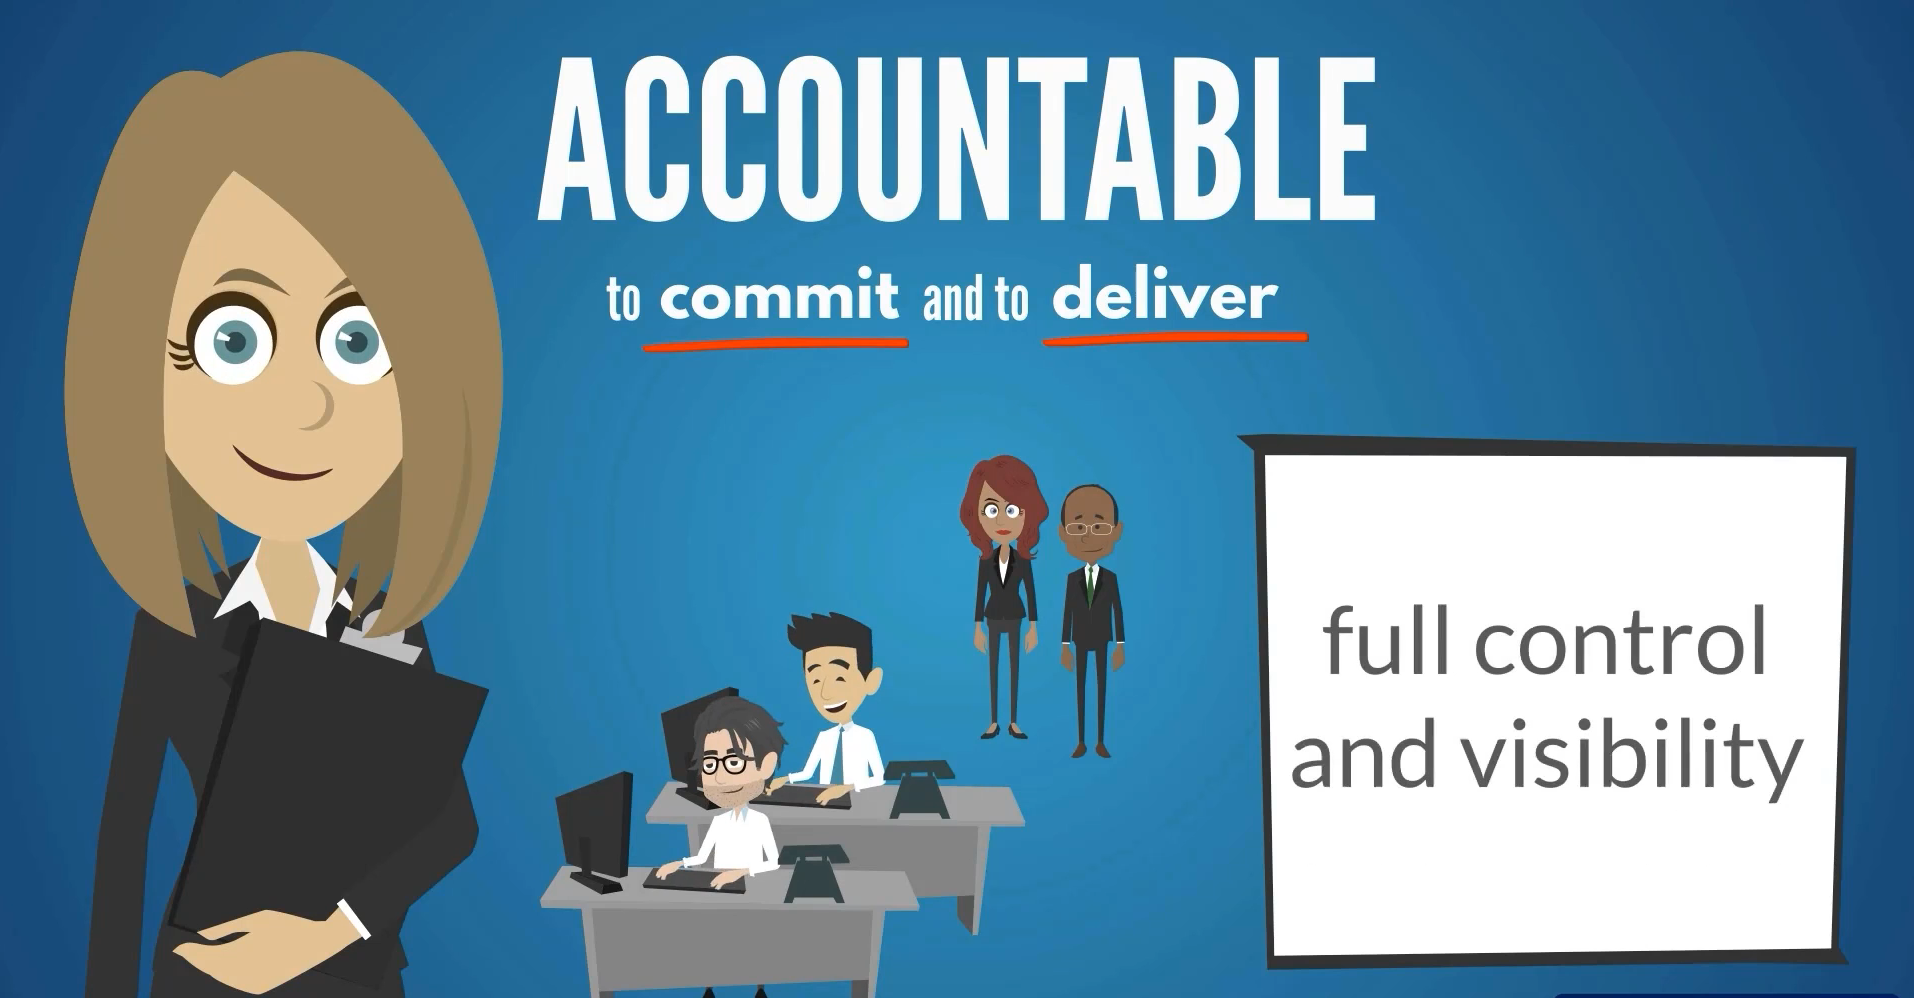 ACCOUNTABLE
to commit and to deliver
full control
and visibility